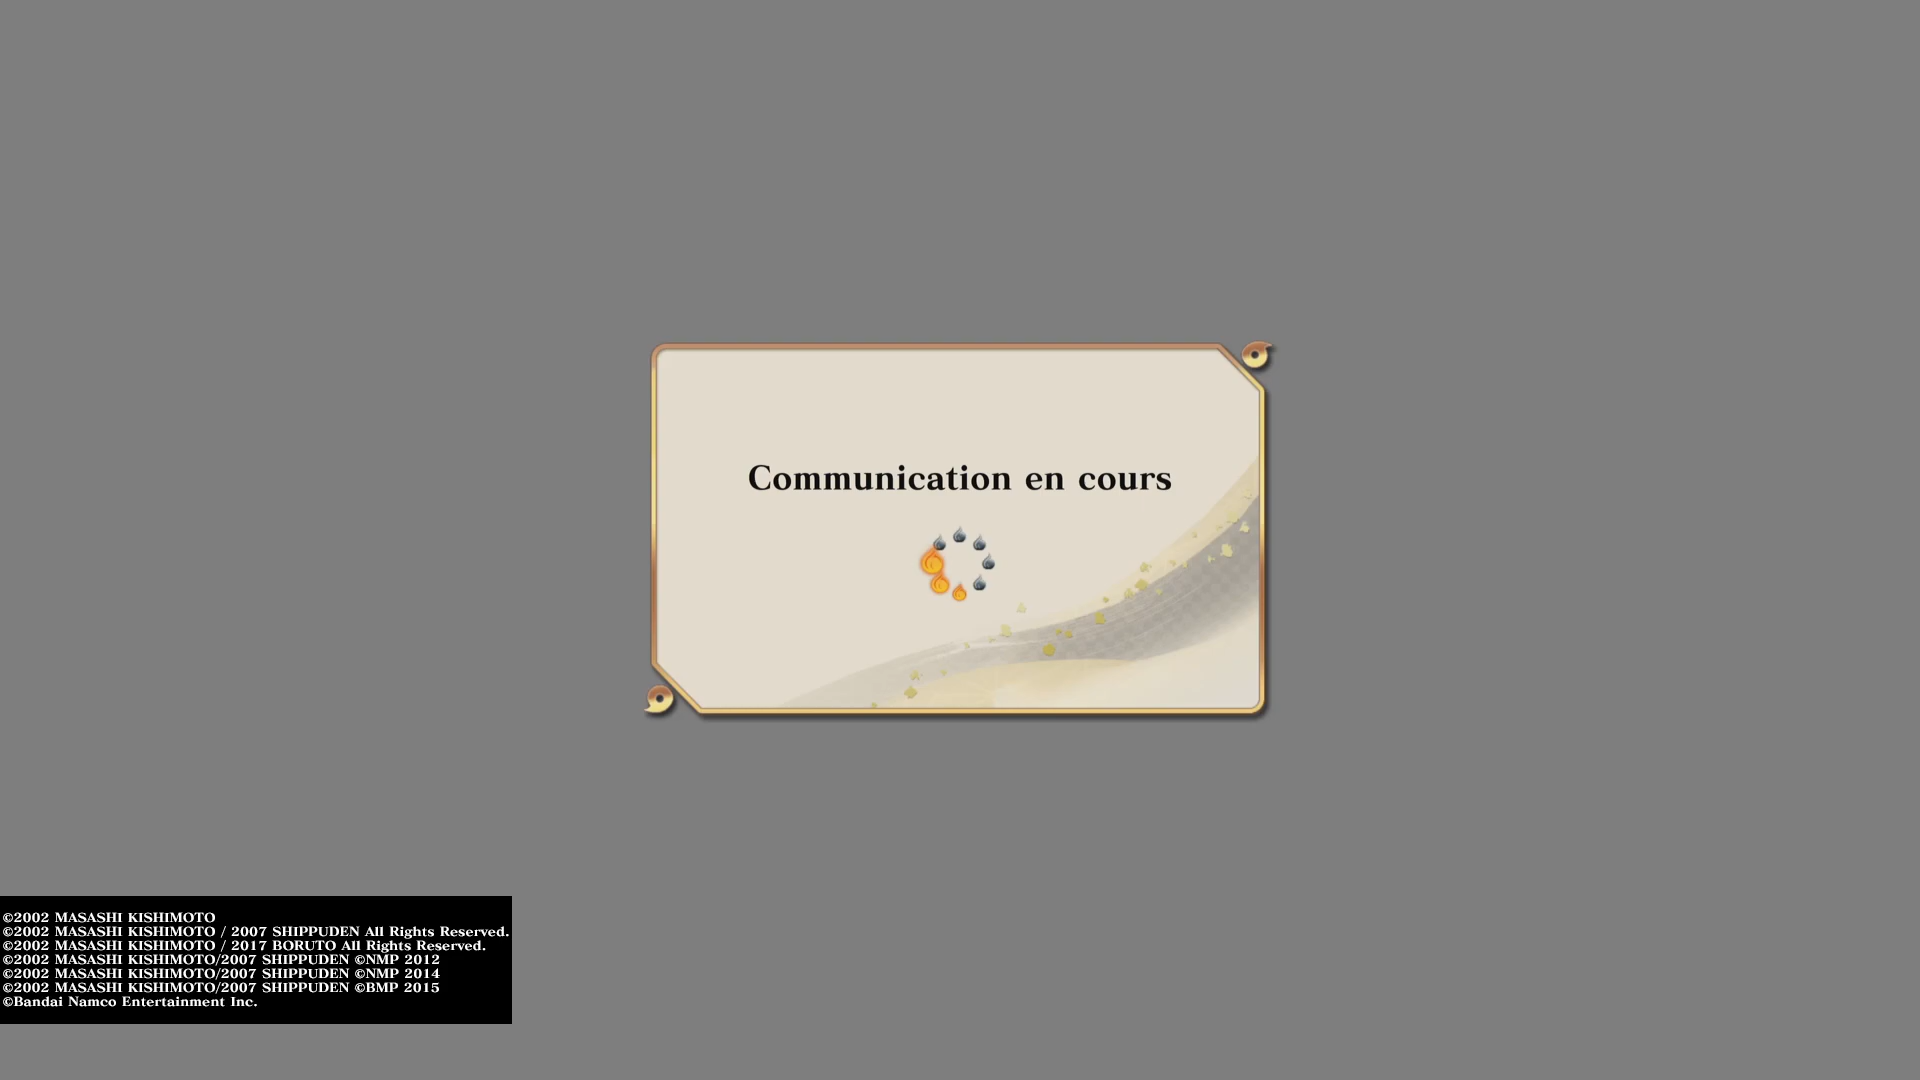 Communication en cours
©2002 MASASHI KISHIMOTO
©2002 MASASHI KISHIMOTO / 2007 SHIPPUDEN All Rights Reserved.
©2002 MASASHI KISHIMOTO / 2017 BORUTO All Rights Reserved.
©2002 MASASHI KISHIMOTO/2007 SHIPPUDEN ©NMP 2012
©2002 MASASHI KISHIMOTO/2007 SHIPPUDEN ©NMP 2014
©2002 MASASHI KISHIMOTO/2007 SHIPPUDEN ©BMP 2015
©Bandai Namco Entertainment Inc.